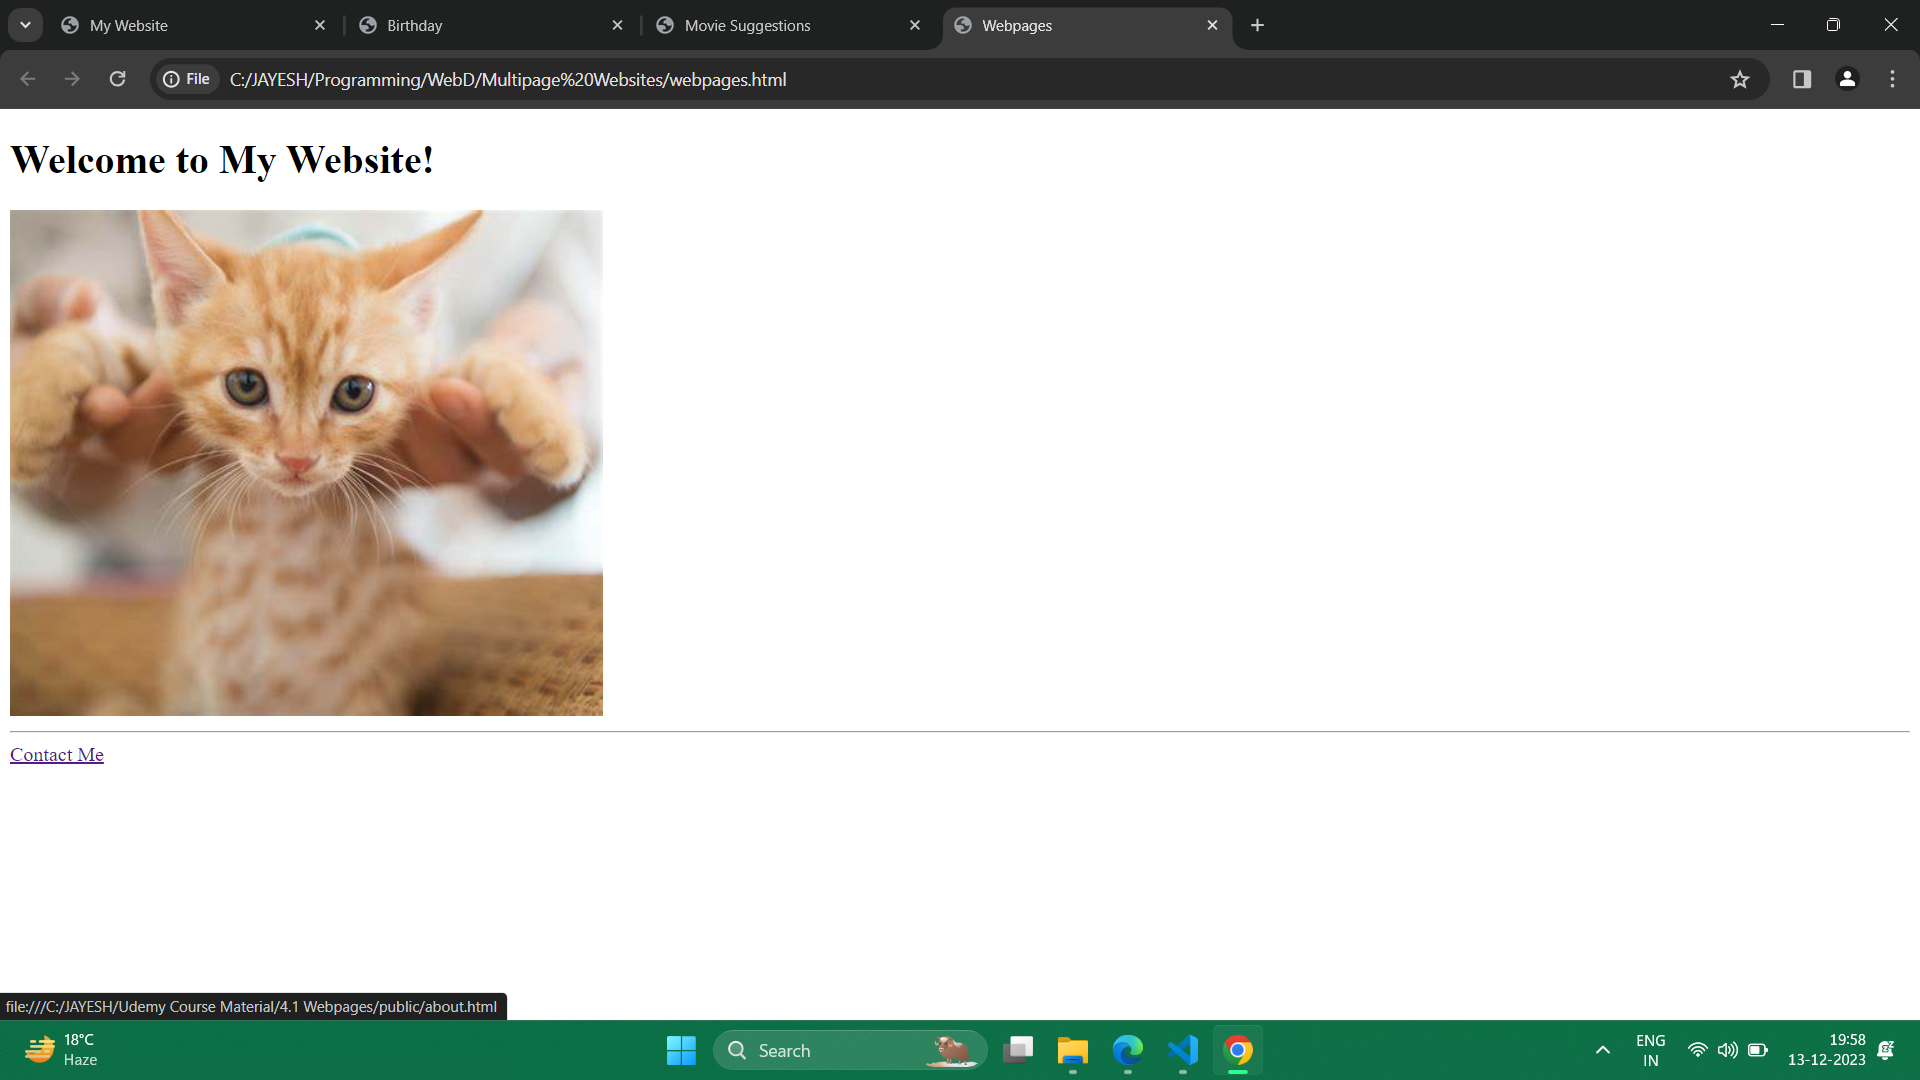 My Website
Birthday
Movie Suggestions
Webpages
File
C:/JAYESH/Programming/WebD/Multipage%20Websites/webpages.html
Welcome to My Website!
Contact Me
file:///C:/JAYESH/Udemy Course Material/4.1 Webpages/public/about.html
18°C
Haze
Search
ENG
IN
19:58
13-12-2023